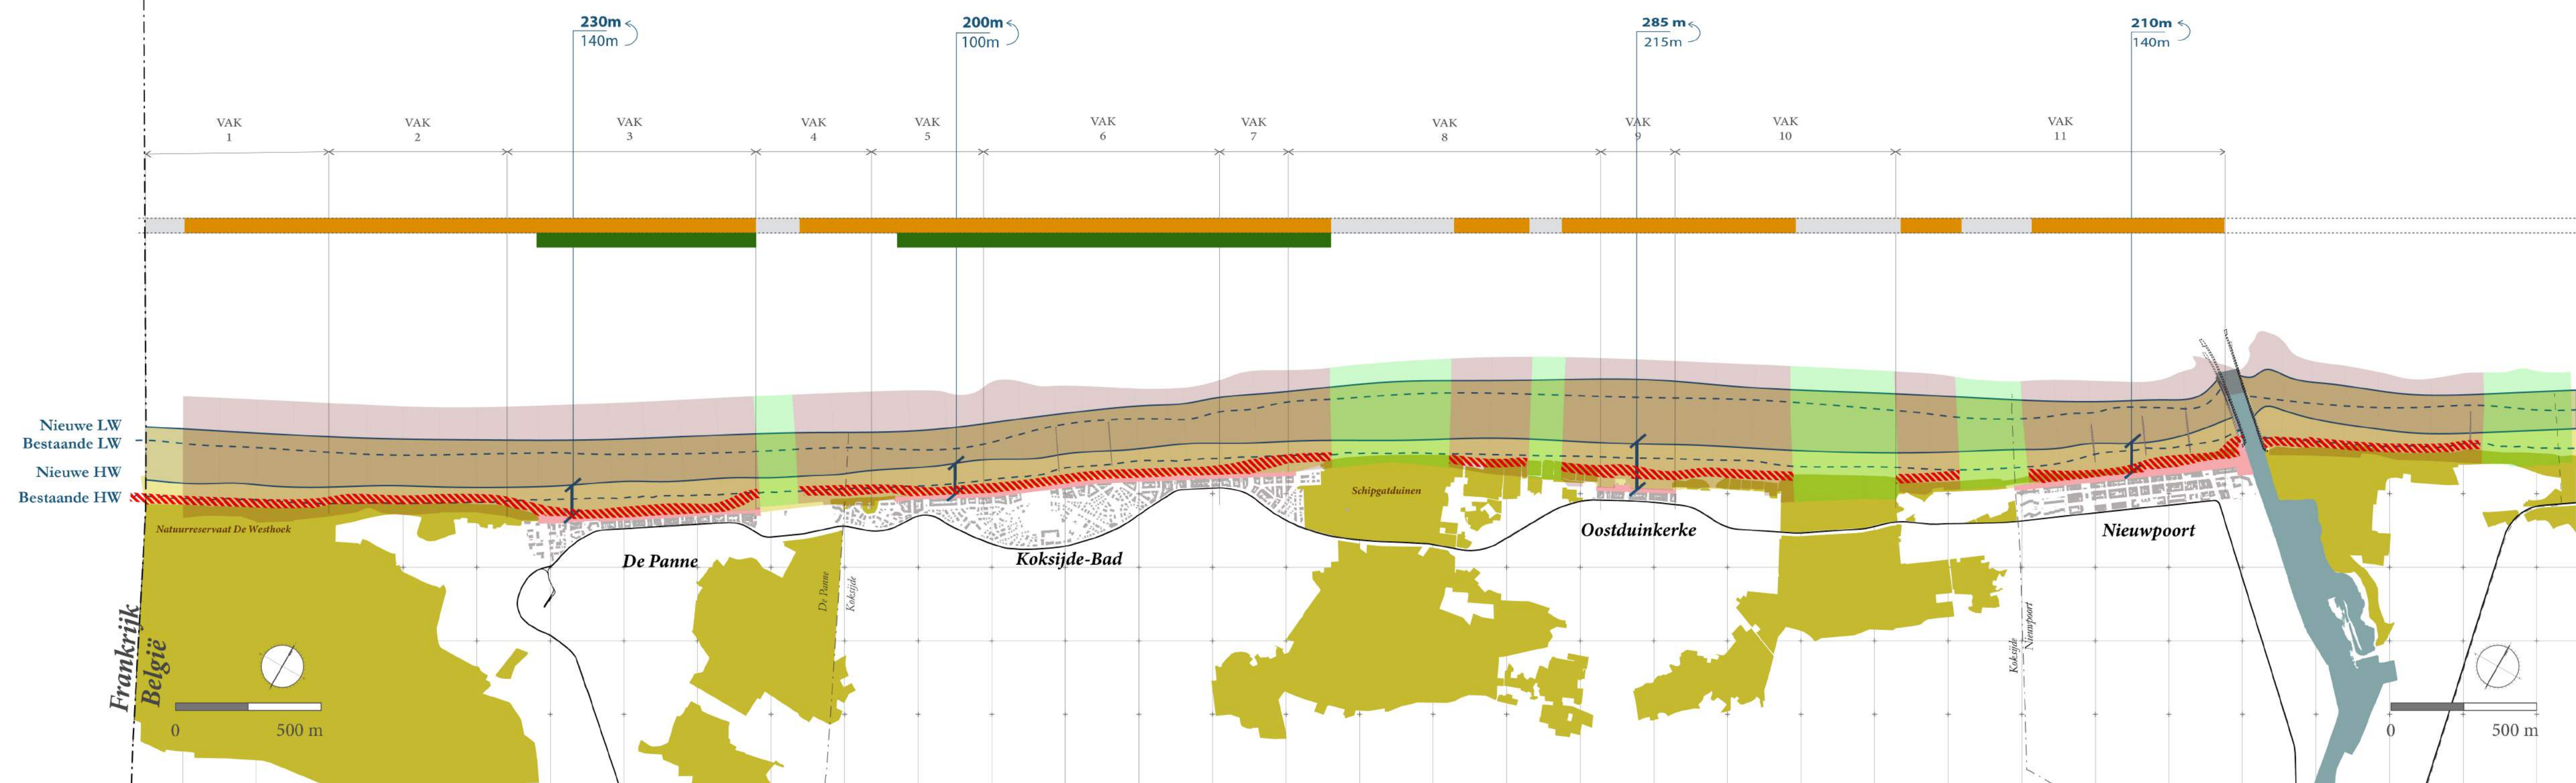 230m
140m
200m
100m
285 m
215m
210m
140m
VAK
1
VAK
2
VAK
3
VAK
4
VAK
5
VAK
6
VAK
7
VAK
8
VAK
9
VAK
10
VAK
11
Nieuwe LW
Bestaande LW
Nieuwe HW
Bestaande HW
Natuurreservaat De Westhoek
De Panne
Koksijde-Bad
Schipgatduinen
Oostduinkerke
Nieuwpoort
De Panne
Koksijde
Koksijde
Nieuwpoort
Frankrijk
België
0 500 m
0 500 m